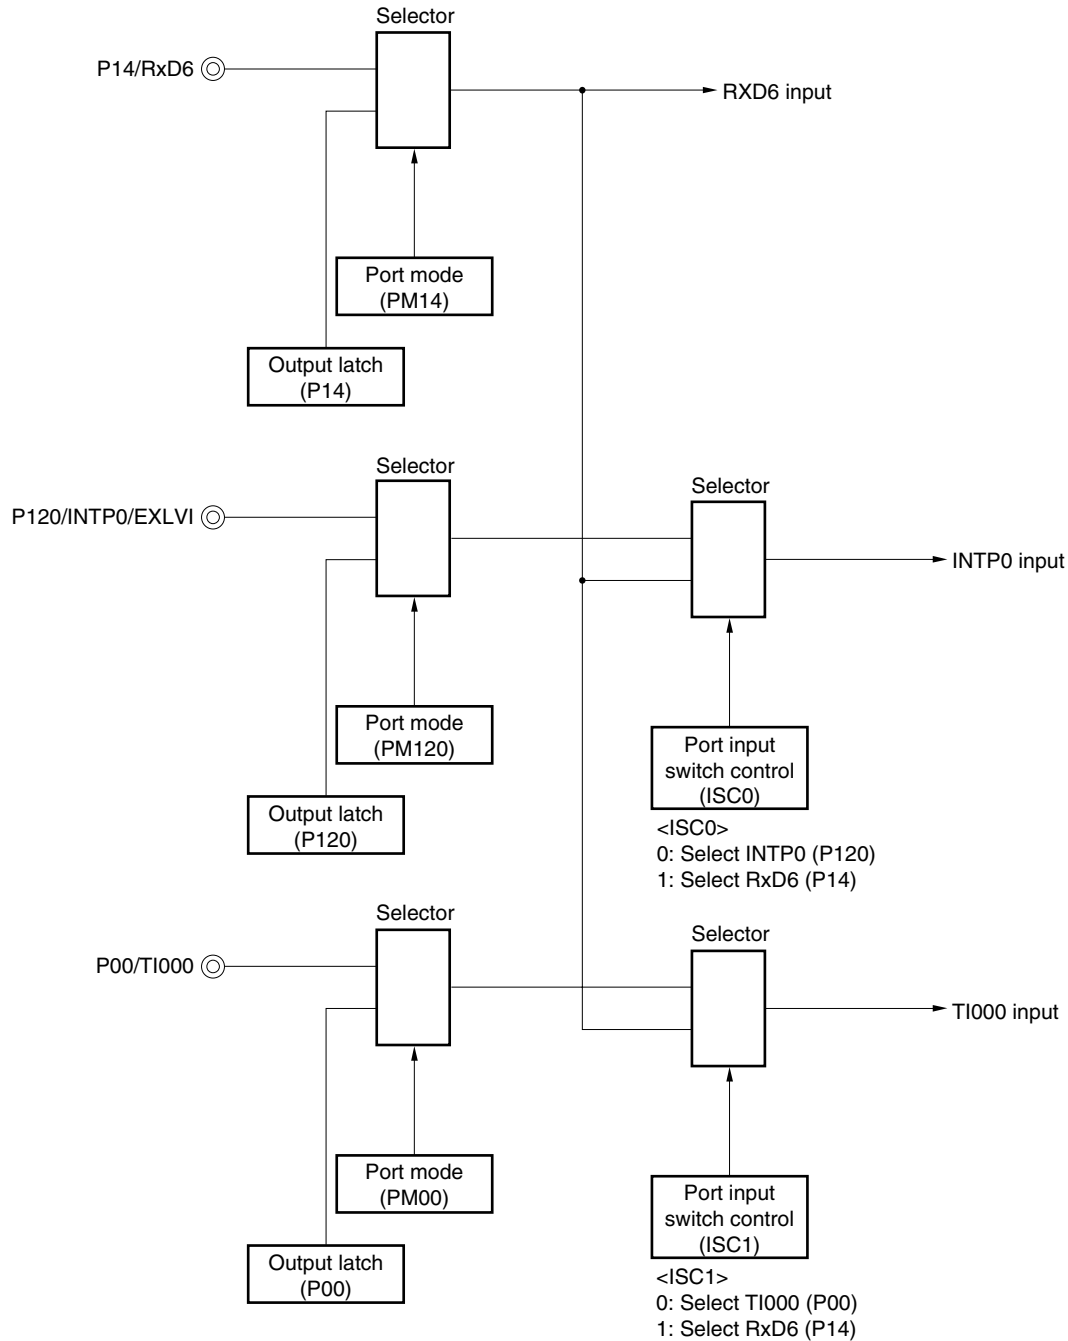 Selector
P14/RxD6
RXD6 input
Port mode
(PM14)
Output latch
(P14)
Selector
P120/INTP0/EXLVI
Selector
INTP0 input
Port mode
(PM120)
Output latch
(P120)
Port input
switch control
(ISC0)
<ISC0>
0: Select INTP0 (P120)
1: Select RxD6 (P14)
Selector
P00/TI000
Selector
TI000 input
Port mode
(PM00)
Output latch
(P00)
Port input
switch control
(ISC1)
<ISC1>
0: Select TI000 (P00)
1: Select RxD6 (P14)